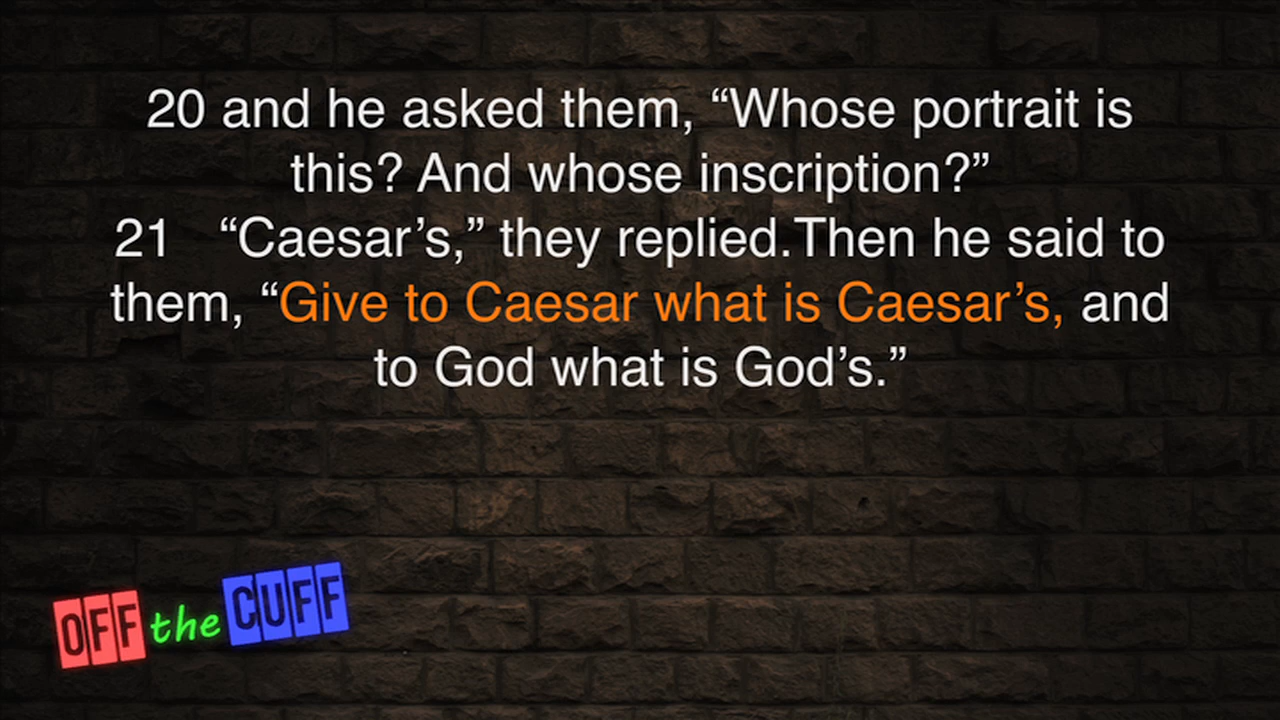 20 and he asked them, “Whose portrait is
this? And whose inscription?”
21 “Caesar’s,” they replied.Then he said to
them, “Give to Caesar what is Caesar’s, and
to God what is God’s.”
OFF the CUFF